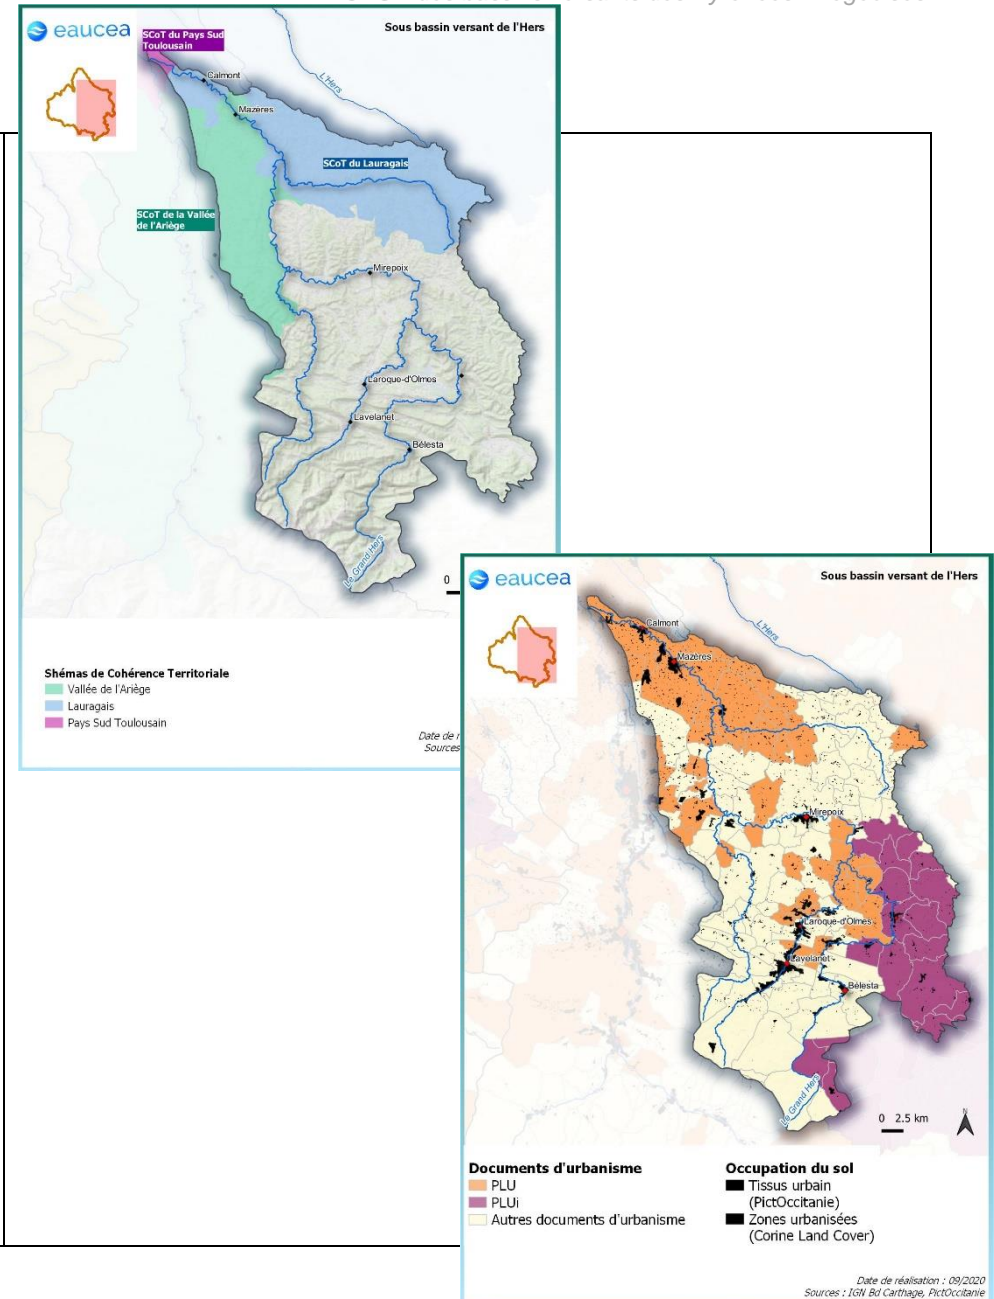 eaucea
Sous bassin versant de l'Hers
SCoT du Pays Sud
Toulousain
L'Hers
Calmont
Mazères
SCoT du Lauragais
SCoT de la Vallée
de l'Ariège
Mirepoix
Laroque-d'Olmes
Lavelanet
Bélesta
Le Grand Hers
0
Shémas de Cohérence Territoriale
Vallée de l'Ariège
Lauragais
Pays Sud Toulousain
Date de
Sources
eaucea
Sous bassin versant de l'Hers
L'Hers
Calmont
Mazères
Mirepoix
Laroque-d'Olmes
Lavelanet
Bélesta
Le Grand Hers
0 2.5 km
N
Documents d'urbanisme
PLU
PLUi
Autres documents d'urbanisme
Occupation du sol
Tissus urbain
(PictOccitanie)
Zones urbanisées
(Corine Land Cover)
Date de réalisation : 09/2020
Sources : IGN Bd Carthage, PictOccitanie